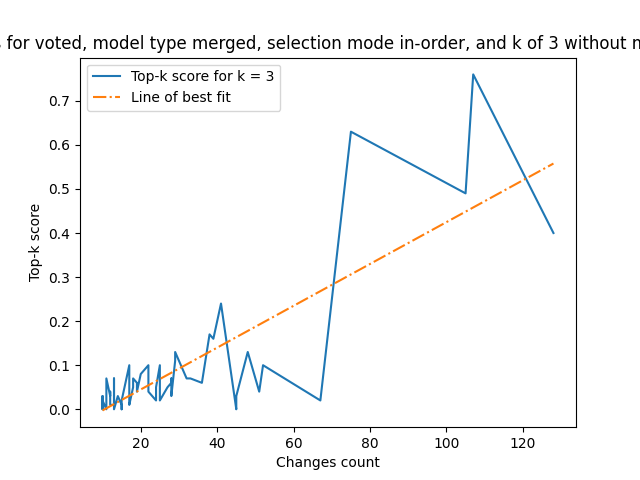 for voted, model type merged, selection mode in-order, and k of 3 without
Top-k score for k = 3
Line of best fit
0.7
0.6
0.5
0.4
0.3
0.2
0.1
0.0
Top-k score
20
40
60
80
100
120
Changes count